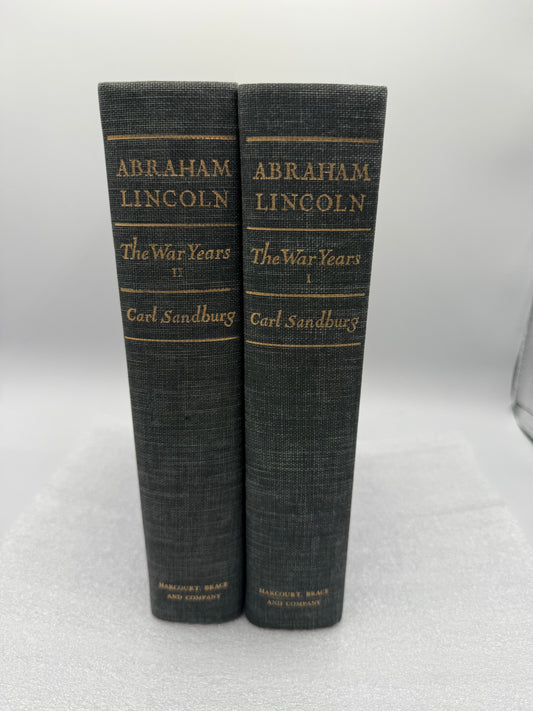 ABRAHAM
LINCOLN
The War Years
II
Carl Sandburg
HARCOURT, BRACE
AND COMPANY
ABRAHAM
LINCOLN
The War Years
I
Carl Sandburg
HARCOURT, BRACE
AND COMPANY